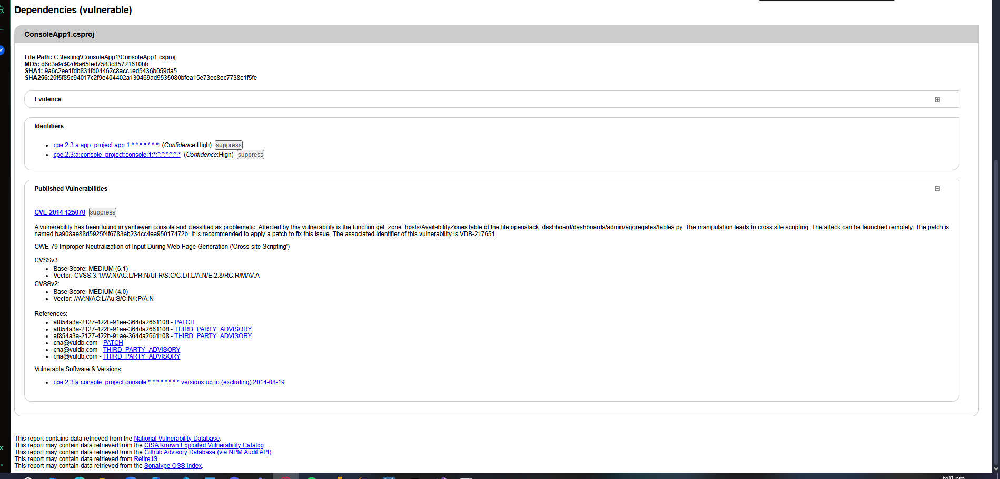 Dependencies (vulnerable)
ConsoleApp1.csproj
File Path: C:\testing\ConsoleApp1\ConsoleApp1.csproj
MD5: d6d3a9c92d6a65fed7583c85721610bb
SHA1: 9a6c2ee1fdb831fd04462c8acc1ed5436b059da5
SHA256:29f5f85c94017c2f9e404402a130469ad9535080bfea15e73ec8ec7738c1f5fe
Evidence
Identifiers
cpe:2.3:a:app_project:app:1:*:*:*:*:*:*:* (Confidence:High) suppress
cpe:2.3:a:console_project:console:1:*:*:*:*:*:*:* (Confidence:High) suppress
Published Vulnerabilities
CVE-2014-125070 suppress
A vulnerability has been found in yanheven console and classified as problematic. Affected by this vulnerability is the function get_zone_hosts/AvailabilityZonesTable of the file openstack_dashboard/dashboards/admin/aggregates/tables.py. The manipulation leads to cross site scripting. The attack can be launched remotely. The patch is
named ba908ae88d5925f4f6783eb234cc4ea95017472b. It is recommended to apply a patch to fix this issue. The associated identifier of this vulnerability is VDB-217651.
CWE-79 Improper Neutralization of Input During Web Page Generation ('Cross-site Scripting')
CVSSv3:
Base Score: MEDIUM (6.1)
Vector: CVSS:3.1/AV:N/AC:L/PR:N/UI:R/S:C/C:L/I:L/A:N/E:2.8/RC:R/MAV:A
CVSSv2:
Base Score: MEDIUM (4.0)
Vector: /AV:N/AC:L/Au:S/C:N/I:P/A:N
References:
af854a3a-2127-422b-91ae-364da2661108 - PATCH
af854a3a-2127-422b-91ae-364da2661108 - THIRD_PARTY_ADVISORY
af854a3a-2127-422b-91ae-364da2661108 - THIRD_PARTY_ADVISORY
cna@vuldb.com - PATCH
cna@vuldb.com - THIRD_PARTY_ADVISORY
cna@vuldb.com - THIRD_PARTY_ADVISORY
Vulnerable Software & Versions:
cpe:2.3:a:console_project:console:*:*:*:*:*:*:*:* versions up to (excluding) 2014-08-19
This report contains data retrieved from the National Vulnerability Database.
This report may contain data retrieved from the CISA Known Exploited Vulnerability Catalog.
This report may contain data retrieved from the Github Advisory Database (via NPM Audit API).
This report may contain data retrieved from RetireJS.
This report may contain data retrieved from the Sonatype OSS Index.
6:01 pm